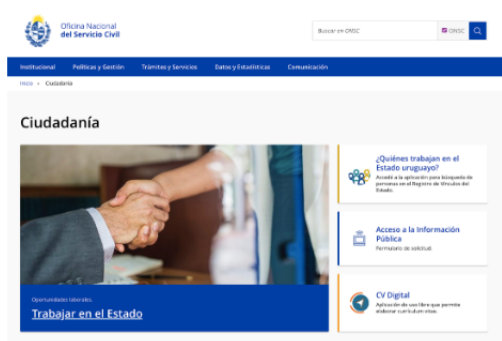 Oficina Nacional
del Servicio Civil
Buscar en ONSC
ONSC
Institucional Políticas y Gestión Trámites y Servicios Datos y Estadísticas Comunicación
Inicio › Ciudadanía
Ciudadanía
¿Quiénes trabajan en el
Estado uruguayo?
Accedé a la aplicación para búsqueda de
personas en el Registro de Vínculos del
Estado.
Acceso a la Información
Pública
Formulario de solicitud.
Oportunidades laborales.
Trabajar en el Estado
CV Digital
Aplicación de uso libre que permite
elaborar currículum vitae.